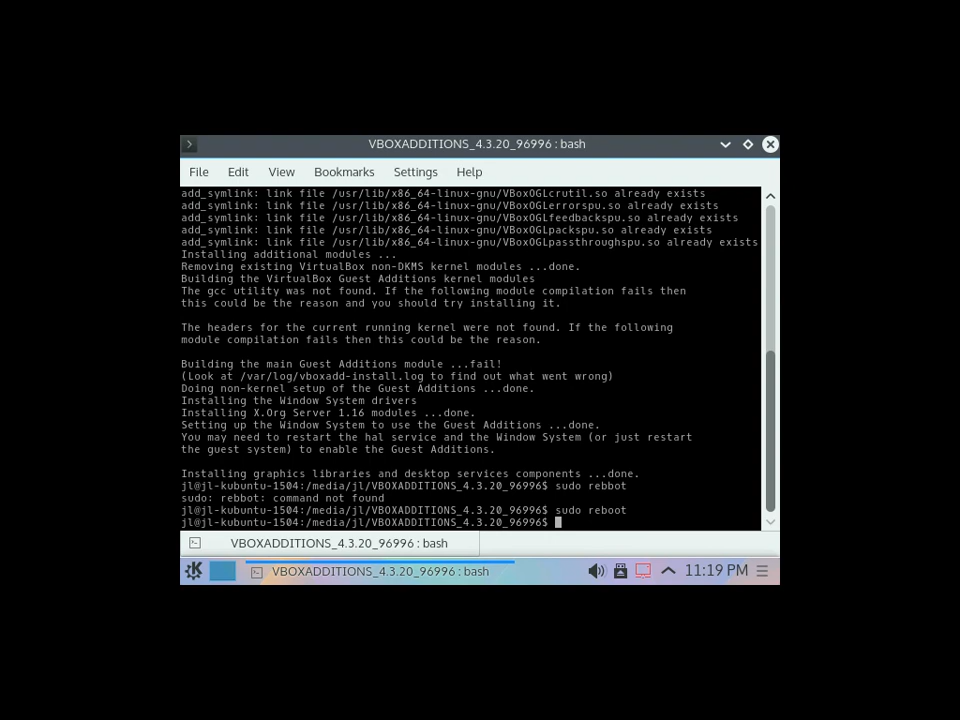 VBOXADDITIONS_4.3.20_96996 : bash
File Edit View Bookmarks Settings Help
add_symlink: link file /usr/lib/x86_64-linux-gnu/VBoxOGLcrutil.so already exists
add_symlink: link file /usr/lib/x86_64-linux-gnu/VBoxOGLerrorspu.so already exists
add_symlink: link file /usr/lib/x86_64-linux-gnu/VBoxOGLfeedbackspu.so already exists
add_symlink: link file /usr/lib/x86_64-linux-gnu/VBoxOGLpackspu.so already exists
add_symlink: link file /usr/lib/x86_64-linux-gnu/VBoxOGLpassthroughspu.so already exists
Installing additional modules ...
Removing existing VirtualBox non-DKMS kernel modules ...done.
Building the VirtualBox Guest Additions kernel modules
The gcc utility was not found. If the following module compilation fails then
this could be the reason and you should try installing it.
The headers for the current running kernel were not found. If the following
module compilation fails then this could be the reason.
Building the main Guest Additions module ...fail!
(Look at /var/log/vboxadd-install.log to find out what went wrong)
Doing non-kernel setup of the Guest Additions ...done.
Installing the Window System drivers
Installing X.Org Server 1.16 modules ...done.
Setting up the Window System to use the Guest Additions ...done.
You may need to restart the hal service and the Window System (or just restart
the guest system) to enable the Guest Additions.
Installing graphics libraries and desktop services components ...done.
jl@jl-kubuntu-1504:/media/jl/VBOXADDITIONS_4.3.20_96996$ sudo rebbot
sudo: rebbot: command not found
jl@jl-kubuntu-1504:/media/jl/VBOXADDITIONS_4.3.20_96996$ sudo reboot
jl@jl-kubuntu-1504:/media/jl/VBOXADDITIONS_4.3.20_96996$
VBOXADDITIONS_4.3.20_96996 : bash
VBOXADDITIONS_4.3.20_96996 : bash 11:19 PM